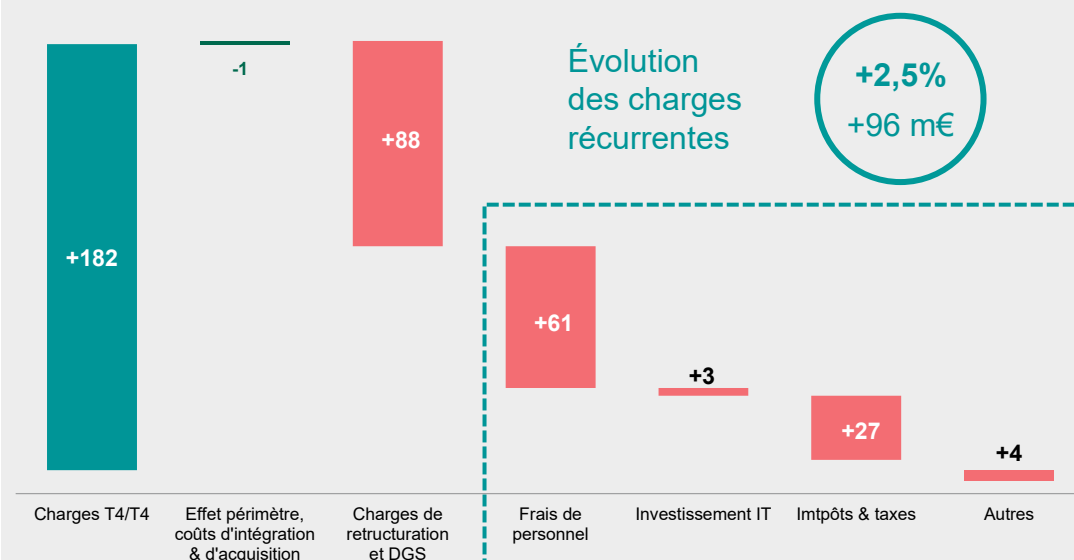 Évolution
des charges
récurrentes
+2,5%
+96 m€
+182
-1
+88
+61
+3
+27
+4
Charges T4/T4
Effet périmètre,
coûts d'intégration
& d'acquisition
Charges de
retructuration
et DGS
Frais de
personnel
Investissement IT
Imtpôts & taxes
Autres